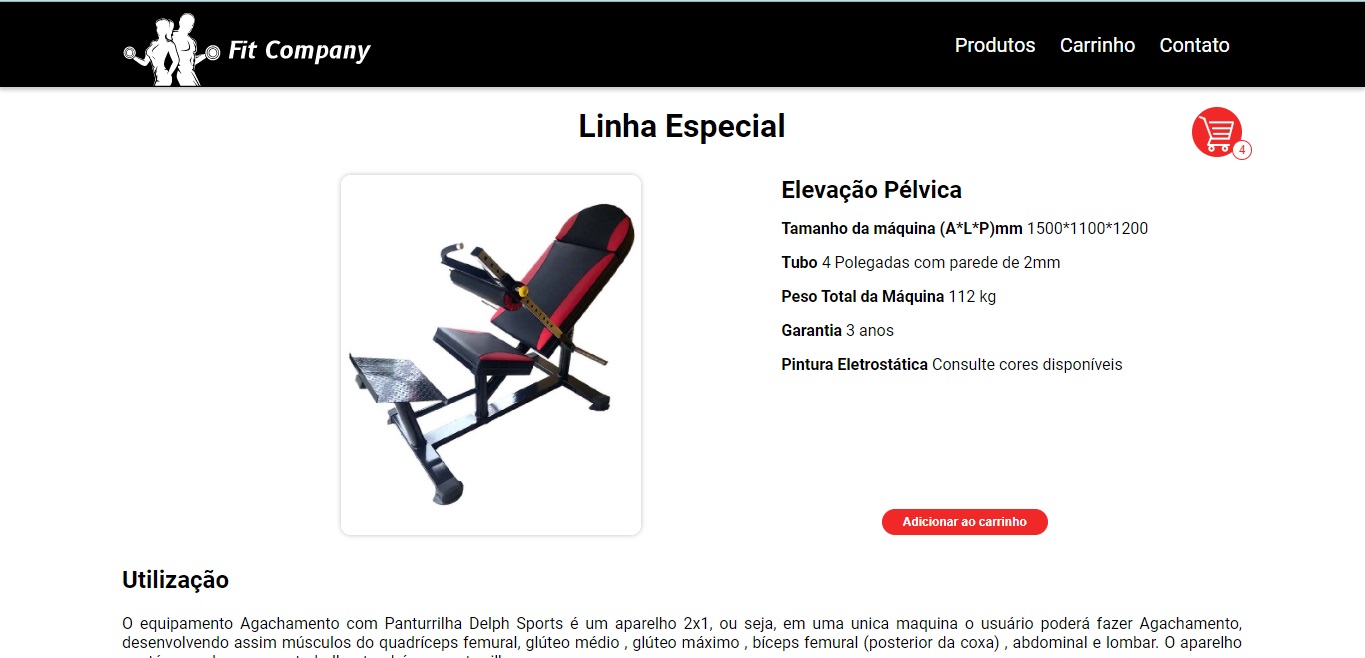 Fit Company
Produtos Carrinho Contato
Linha Especial
4
Elevação Pélvica
Tamanho da máquina (A*L*P)mm 1500*1100*1200
Tubo 4 Polegadas com parede de 2mm
Peso Total da Máquina 112 kg
Garantia 3 anos
Pintura Eletrostática Consulte cores disponíveis
Adicionar ao carrinho
Utilização
O equipamento Agachamento com Panturrilha Delph Sports é um aparelho 2x1, ou seja, em uma unica maquina o usuário poderá fazer Agachamento,
desenvolvendo assim músculos do quadríceps femural, glúteo médio , glúteo máximo , bíceps femural (posterior da coxa) , abdominal e lombar. O aparelho